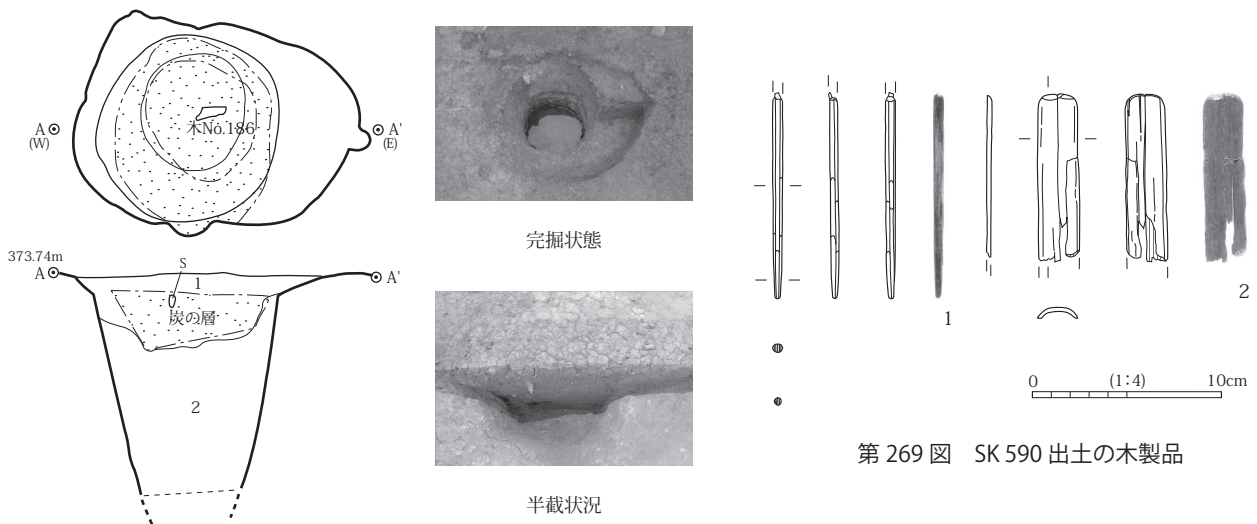 A
(W)
木No.186
A'
(E)
373.74m
A
S
1
A'
炭の層
2
完掘状態
半截状況
1
2
0 (1:4) 10cm
第 269 図 SK 590 出土の木製品